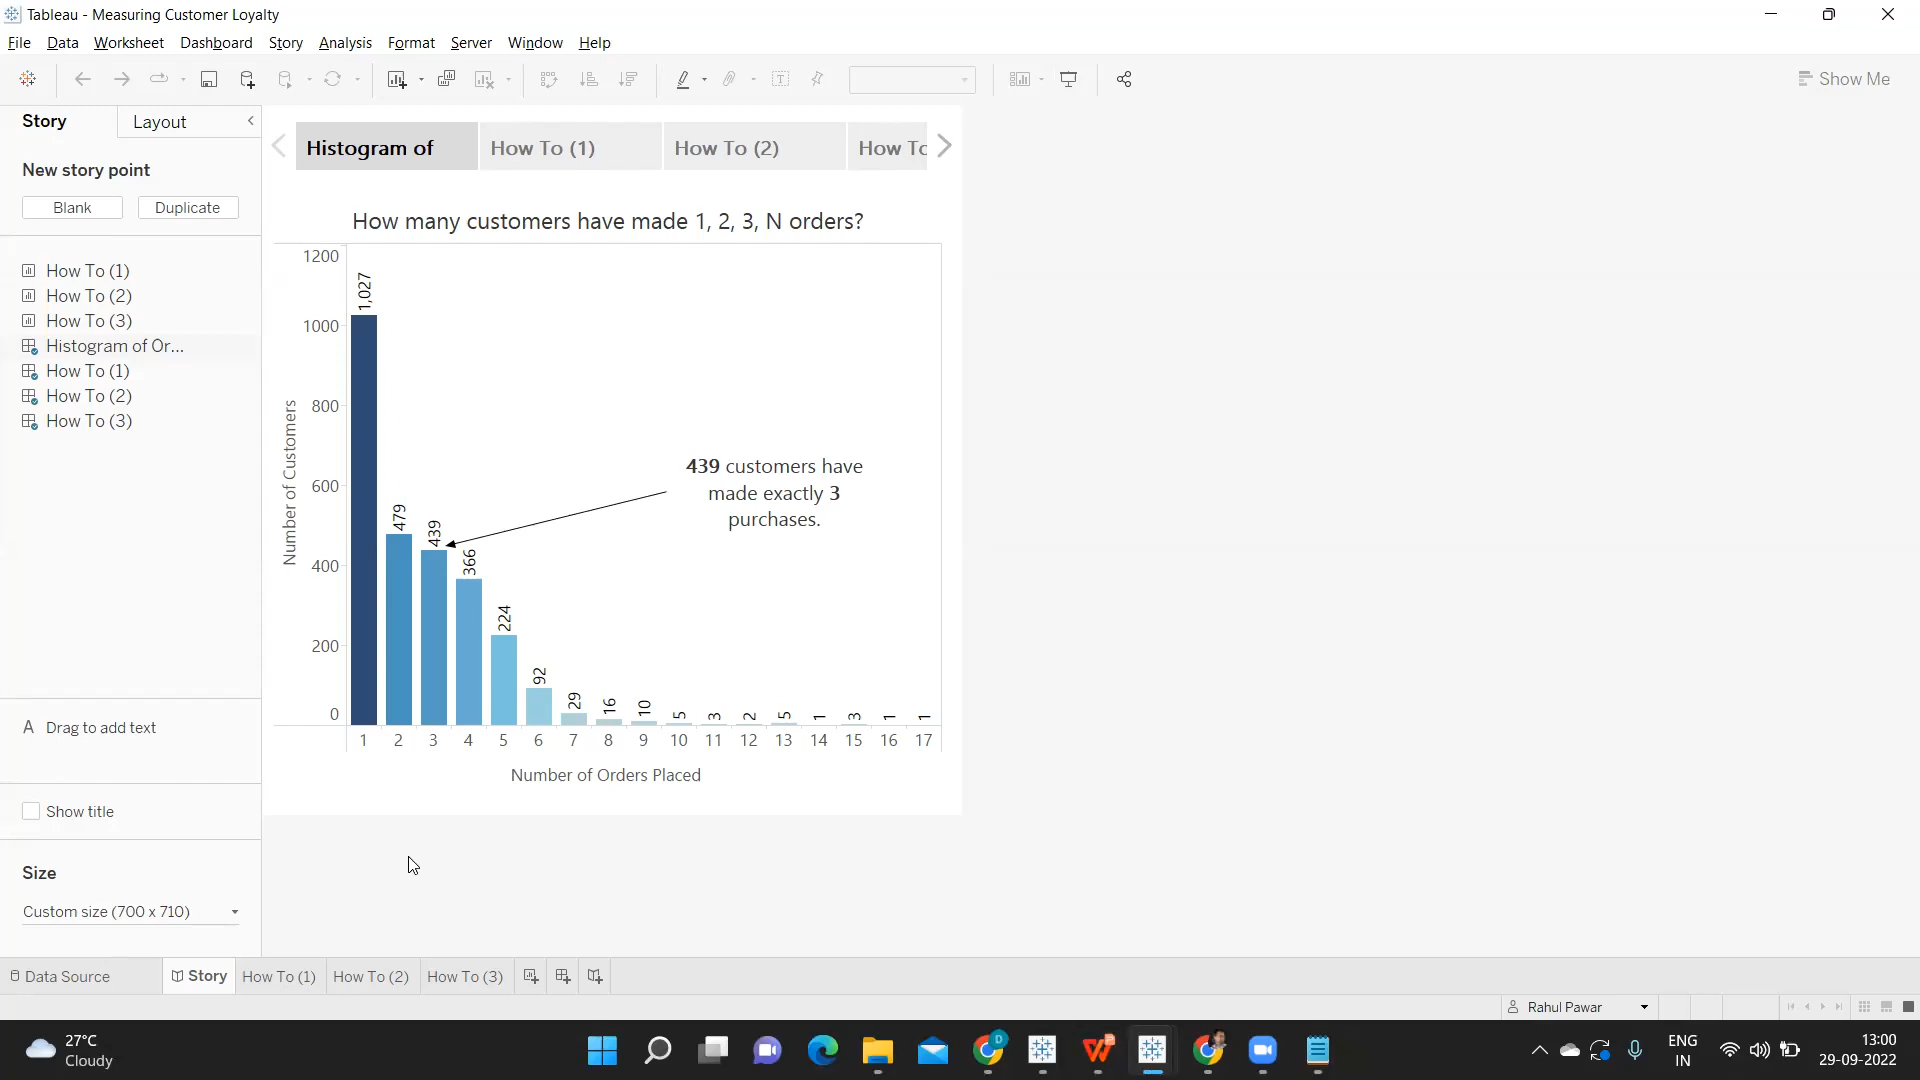 Tableau - Measuring Customer Loyalty
File Data Worksheet Dashboard Story Analysis Format Server Window Help
Show Me
Story
Layout
New story point
Blank
Duplicate
How To (1)
How To (2)
How To (3)
Histogram of Or...
How To (1)
How To (2)
How To (3)
A Drag to add text
Show title
Size
Custom size (700 x 710)
Histogram of
How To (1)
How To (2)
How To
How many customers have made 1, 2, 3, N orders?
Number of Customers
1200
1000
800
600
400
200
0
1,027
479
439
366
224
92
29
16
10
5
3
2
5
1
3
1
1
439 customers have
made exactly 3
purchases.
1 2 3 4 5 6 7 8 9 10 11 12 13 14 15 16 17
Number of Orders Placed
Data Source
Story
How To (1)
How To (2)
How To (3)
Rahul Pawar
27°C
Cloudy
D
ENG
IN
13:00
29-09-2022